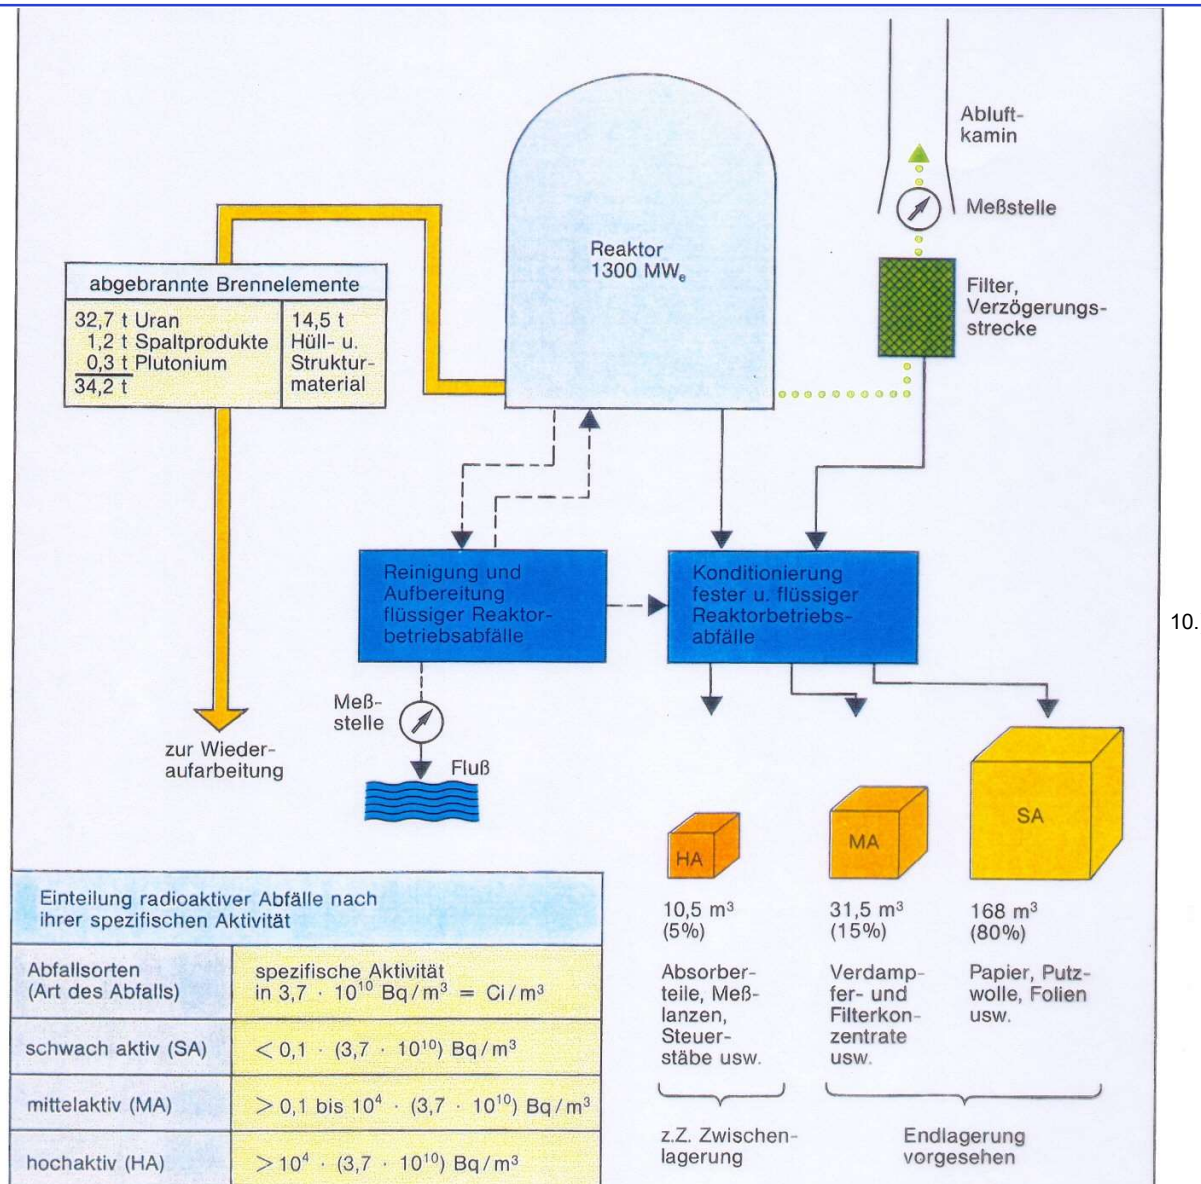 Abluft-
kamin
Meßstelle
Reaktor
1300 MWₑ
Filter,
Verzögerungs-
strecke
abgebrannte Brennelemente
32,7 t Uran
1,2 t Spaltprodukte
0,3 t Plutonium
34,2 t
14,5 t
Hüll- u.
Struktur-
material
Reinigung und
Aufbereitung
flüssiger Reaktor-
betriebsabfälle
Konditionierung
fester u. flüssiger
Reaktorbetriebs-
abfälle
10.
Meß-
stelle
zur Wieder-
aufarbeitung
Fluß
HA
MA
SA
10,5 m³
(5%)
Absorber-
teile, Meß-
lanzen,
Steuer-
stäbe usw.
31,5 m³
(15%)
Verdamp-
fer- und
Filterkon-
zentrate
usw.
168 m³
(80%)
Papier, Putz-
wolle, Folien
usw.
z.Z. Zwischen-
lagerung
Endlagerung
vorgesehen
Einteilung radioaktiver Abfälle nach
ihrer spezifischen Aktivität
Abfallsorten
(Art des Abfalls)
spezifische Aktivität
in 3,7 · 10¹⁰ Bq/m³ = Ci/m³
schwach aktiv (SA)
< 0,1 · (3,7 · 10¹⁰) Bq/m³
mittelaktiv (MA)
> 0,1 bis 10⁴ · (3,7 · 10¹⁰) Bq/m³
hochaktiv (HA)
> 10⁴ · (3,7 · 10¹⁰) Bq/m³